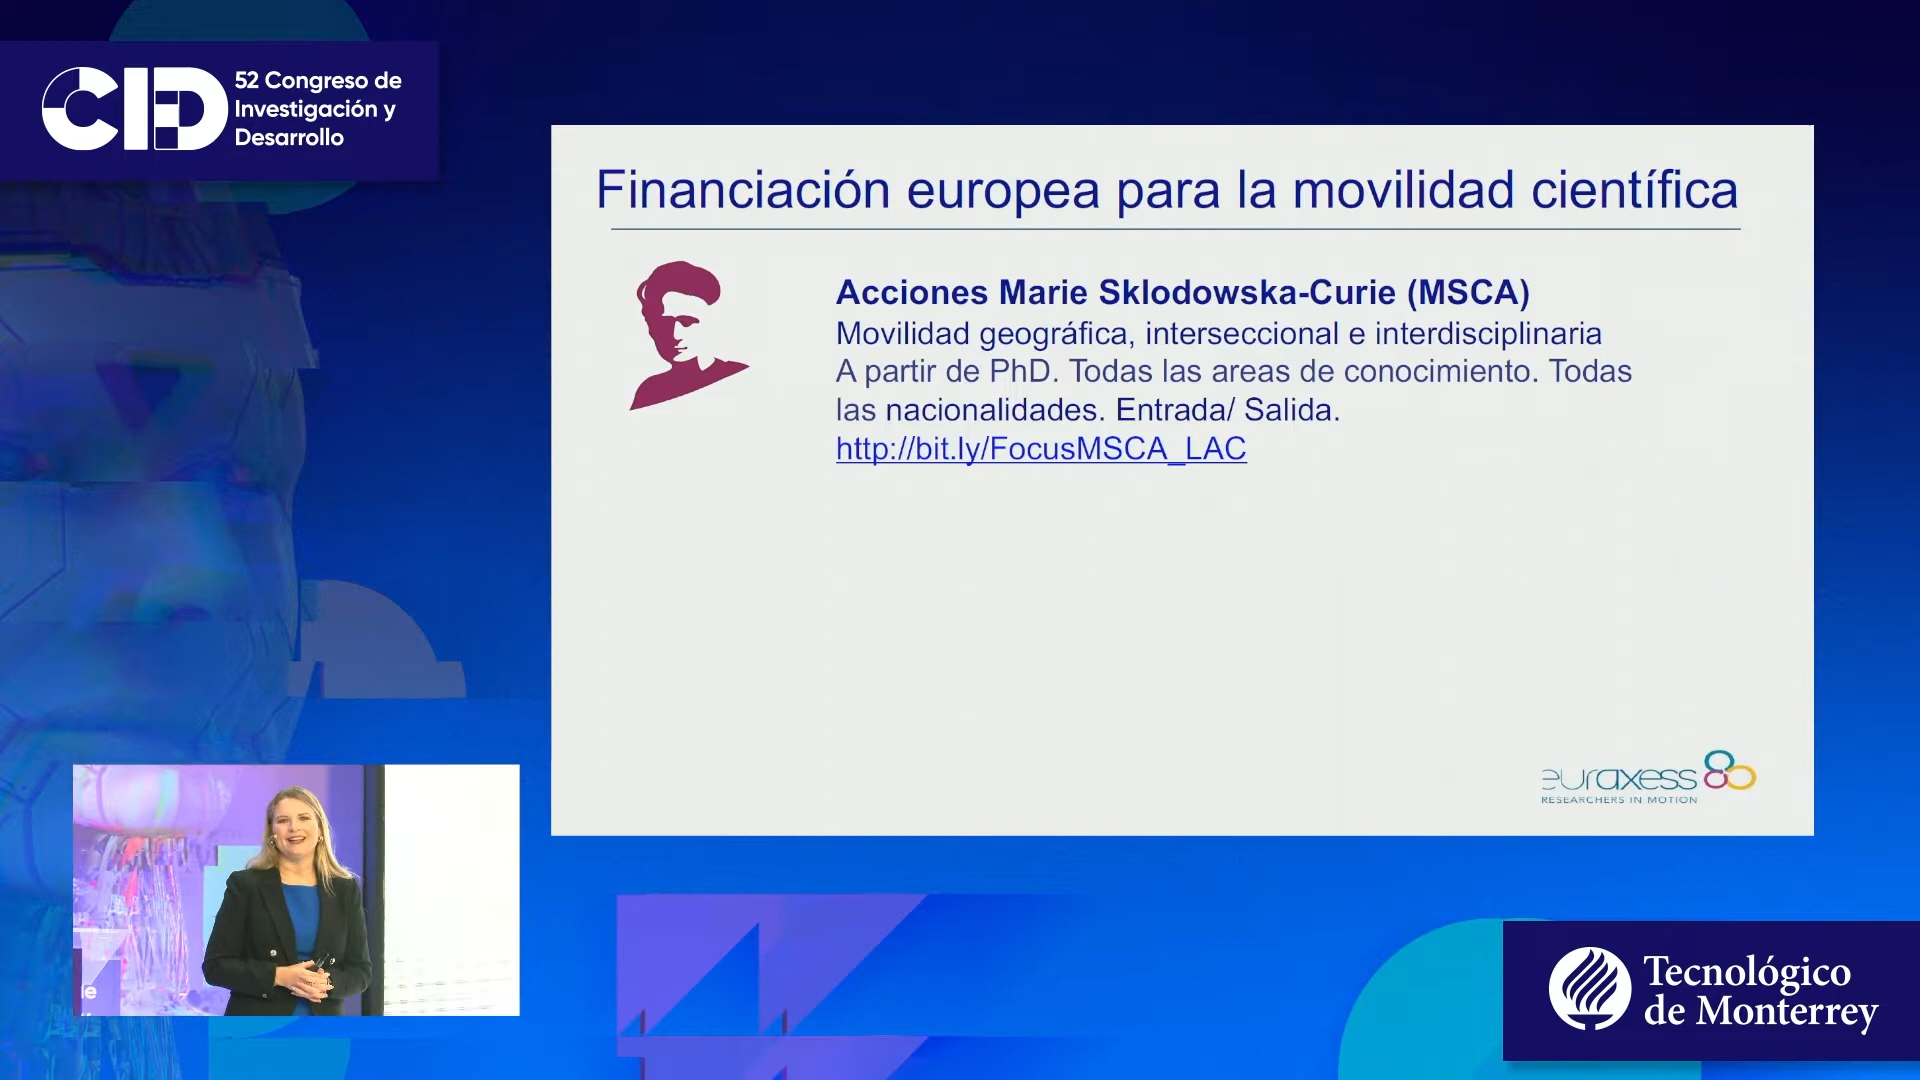 CID
52 Congreso de
Investigación y
Desarrollo
Financiación europea para la movilidad científica
Acciones Marie Sklodowska-Curie (MSCA)
Movilidad geográfica, interseccional e interdisciplinaria
A partir de PhD. Todas las areas de conocimiento. Todas
las nacionalidades. Entrada/ Salida.
http://bit.ly/FocusMSCA_LAC
euraxess
RESEARCHERS IN MOTION
le
Tecnológico
de Monterrey